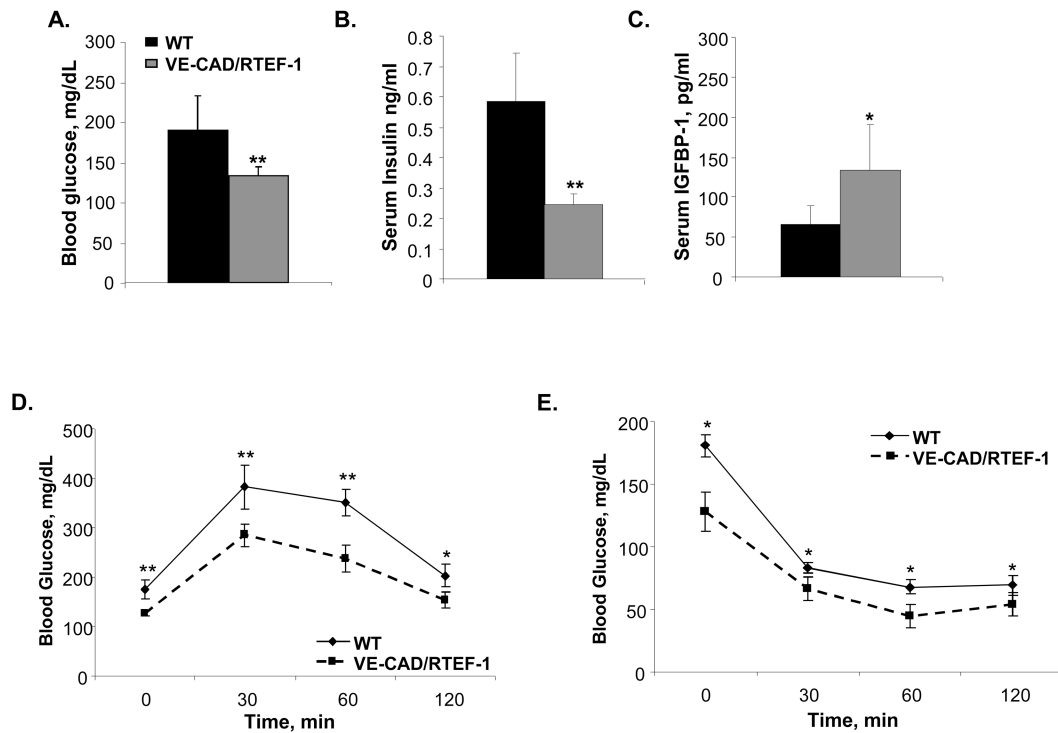 A.
Blood glucose, mg/dL
300
250
200
150
100
50
0
WT
VE-CAD/RTEF-1
**
B.
Serum Insulin ng/ml
0.8
0.7
0.6
0.5
0.4
0.3
0.2
0.1
0
**
C.
Serum IGFBP-1, pg/ml
300
250
200
150
100
50
0
*
D.
Blood Glucose, mg/dL
500
400
300
200
100
0
**
**
**
*
WT
VE-CAD/RTEF-1
0 30 60 120
Time, min
E.
Blood Glucose, mg/dL
200
150
100
50
0
*
*
*
*
WT
VE-CAD/RTEF-1
0 30 60 120
Time, min